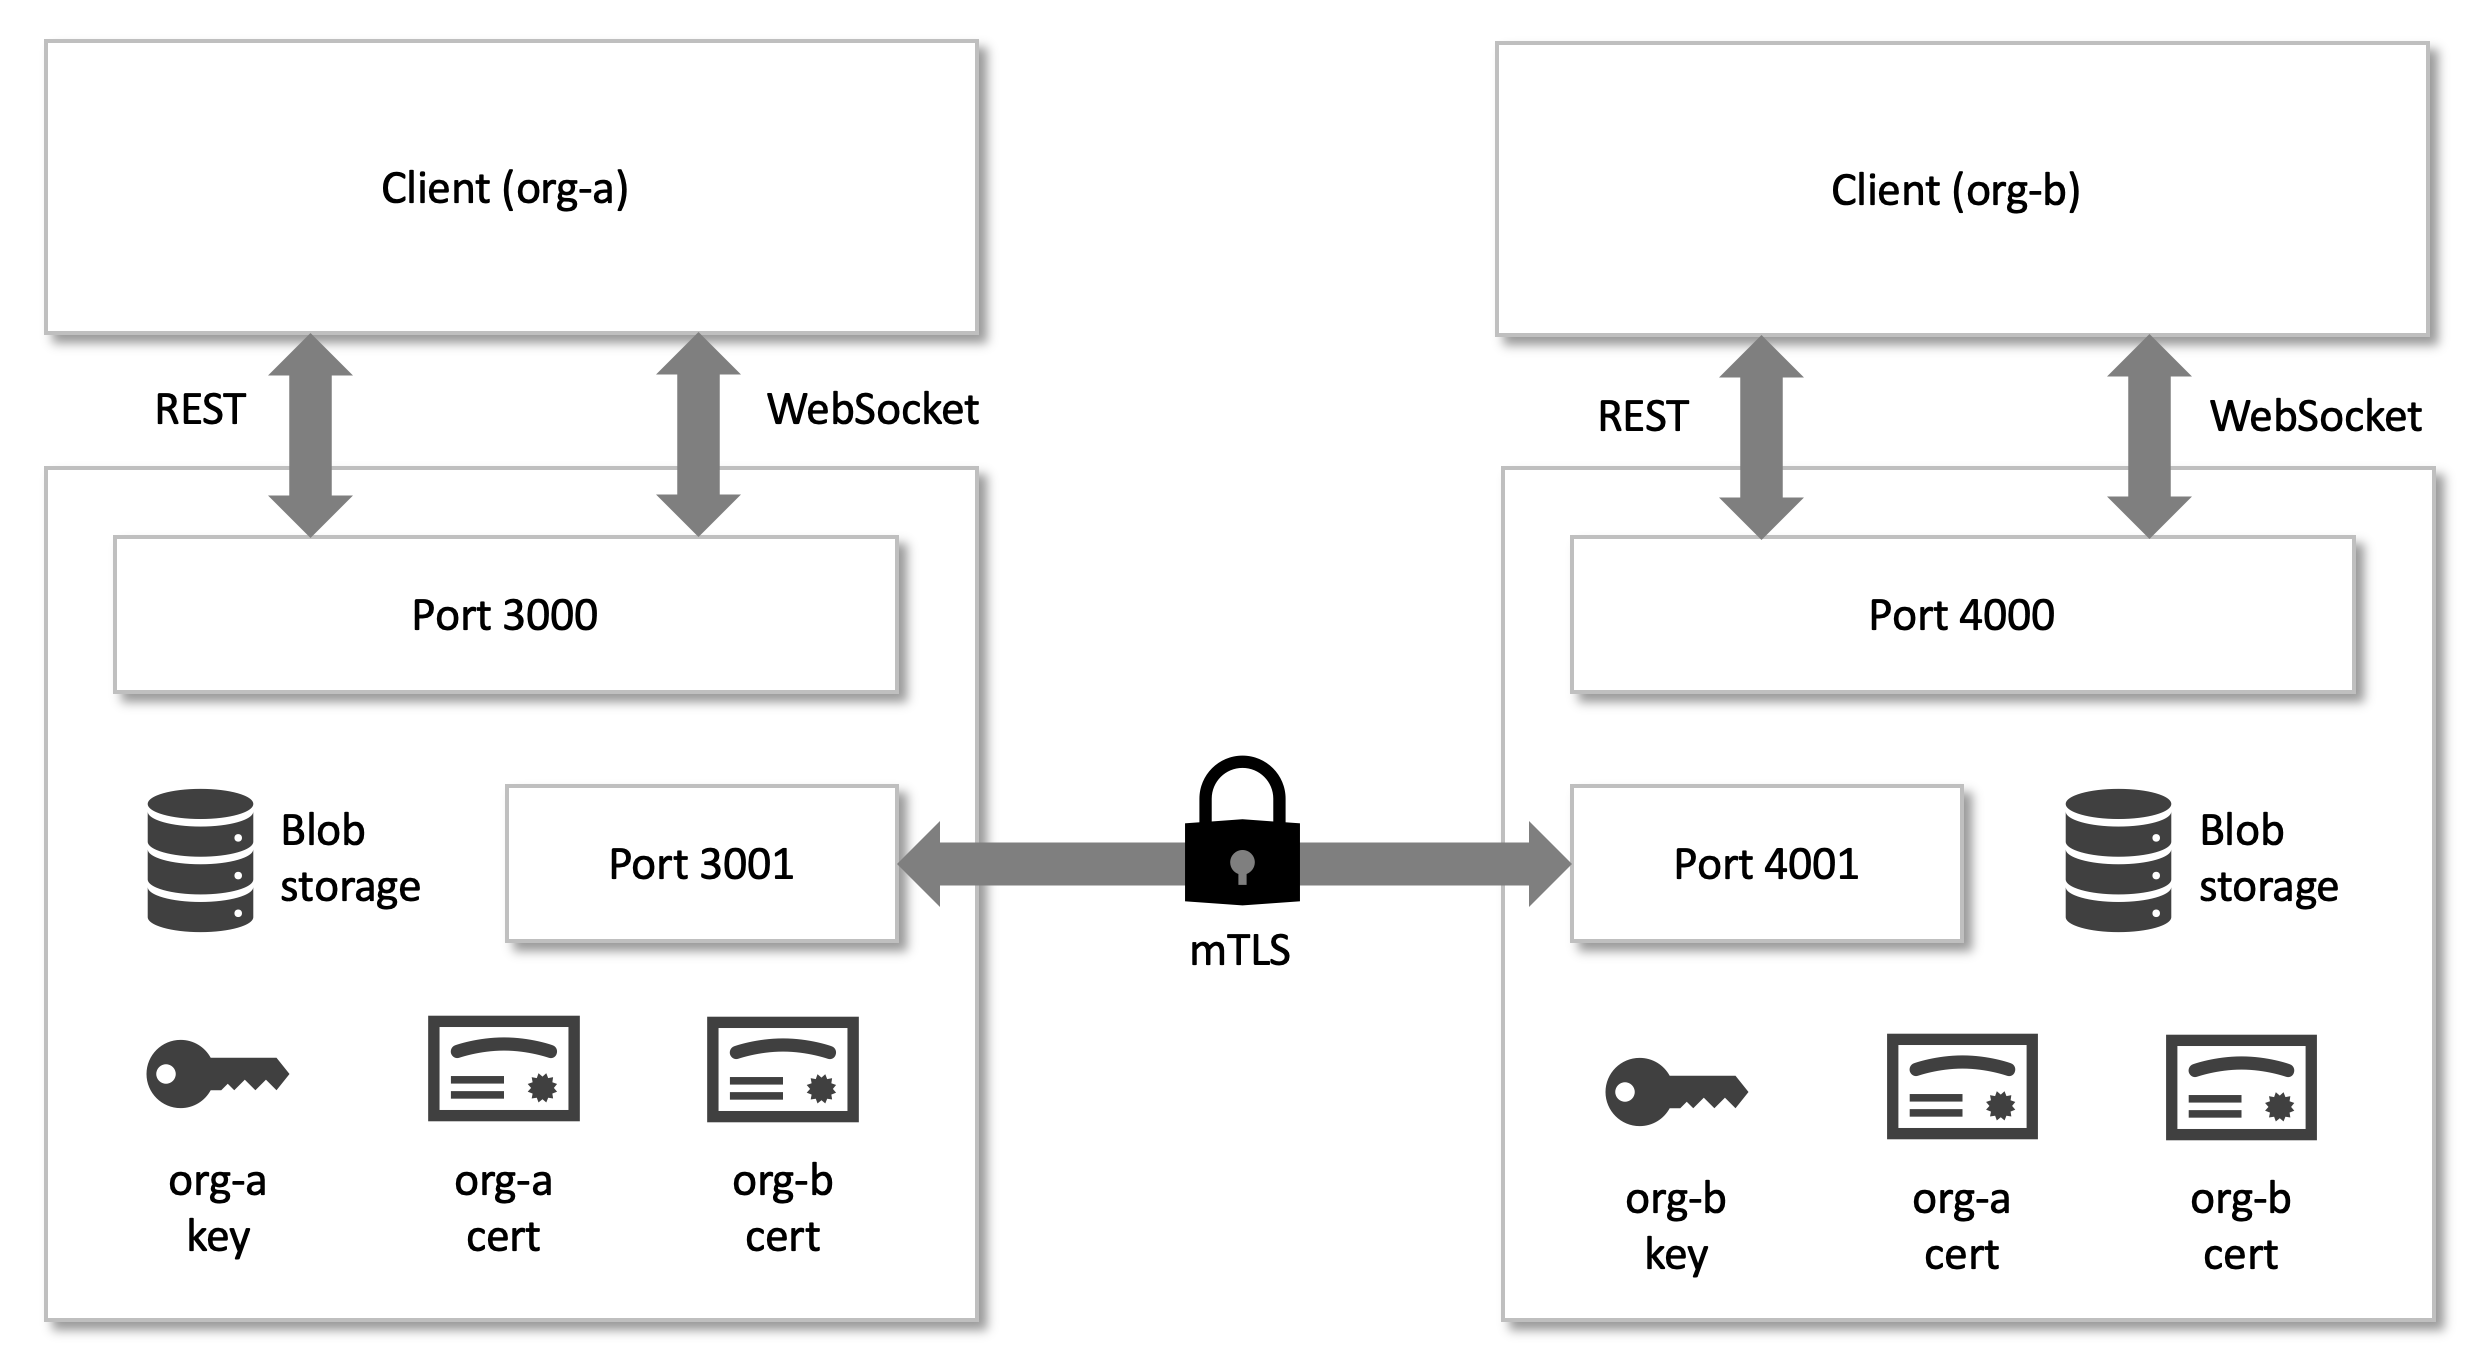 Client (org-a)
Client (org-b)
REST
WebSocket
REST
WebSocket
Port 3000
Port 4000
Blob
storage
Port 3001
mTLS
Port 4001
Blob
storage
org-a
key
org-a
cert
org-b
cert
org-b
key
org-a
cert
org-b
cert